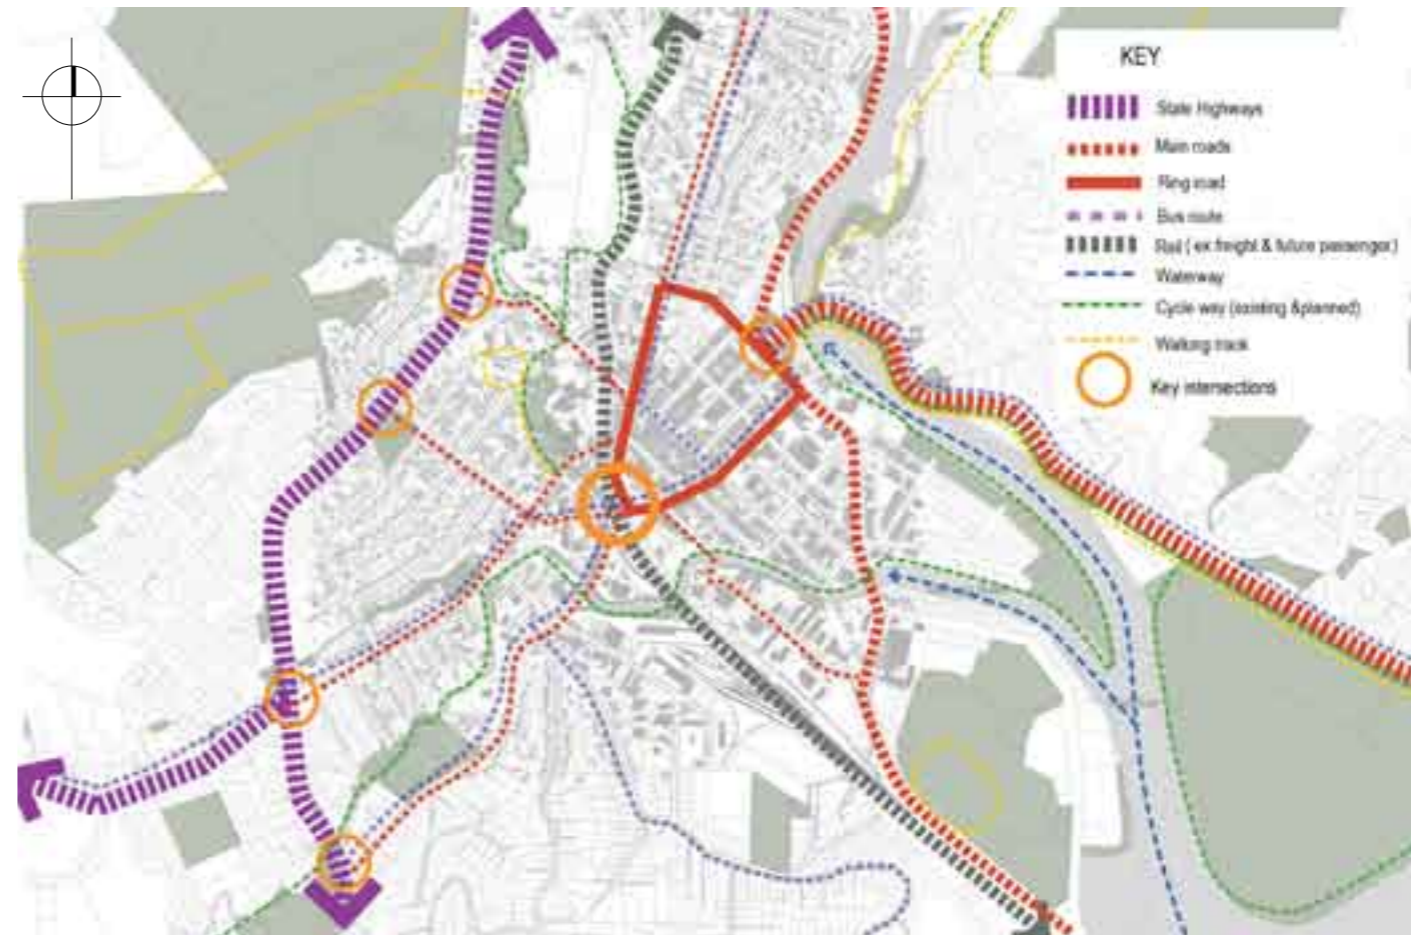 KEY
State Highways
Main roads
Ring road
Bus route
Rail ( ex freight & future passenger)
Waterway
Cycle way (existing &planned)
Walking track
Key intersections